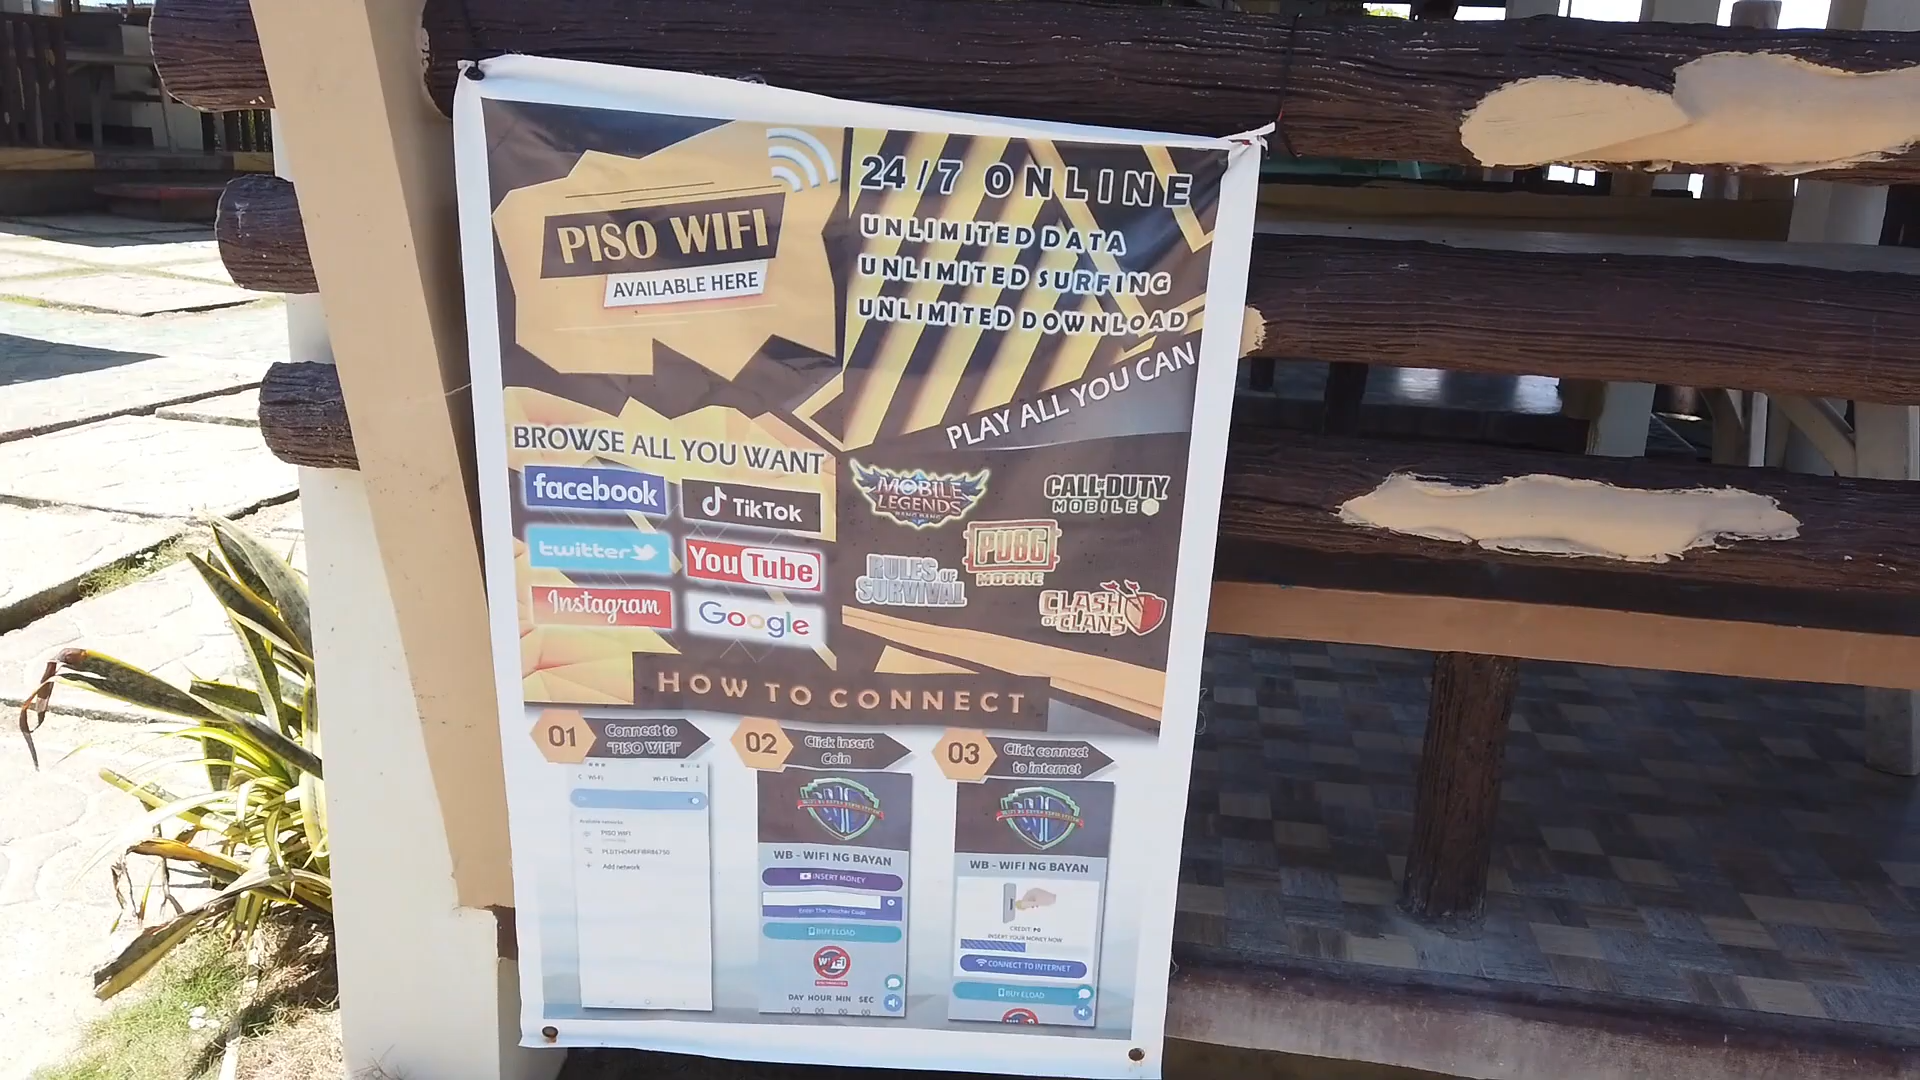 PISO WIFI
AVAILABLE HERE
24/7 ONLINE
UNLIMITED DATA
UNLIMITED SURFING
UNLIMITED DOWNLOAD
PLAY ALL YOU CAN
BROWSE ALL YOU WANT
facebook
TikTok
twitter
YouTube
Instagram
Google
MOBILE
LEGENDS
BANG BANG
CALL OF DUTY
MOBILE
PUBG
MOBILE
RULES OF
SURVIVAL
CLASH
OF CLANS
HOW TO CONNECT
01
Connect to
"PISO WIFI"
Wi-Fi
Wi-Fi Direct
Available networks
PISO WIFI
Add network
02
Click insert
Coin
WB - WIFI NG BAYAN
INSERT MONEY
Enter The Voucher Code
BUY ELOAD
WiFi
DAY HOUR MIN SEC
00 00 00 00
03
Click connect
to internet
WB - WIFI NG BAYAN
CREDIT: P0
INSERT YOUR MONEY NOW
CONNECT TO INTERNET
BUY ELOAD